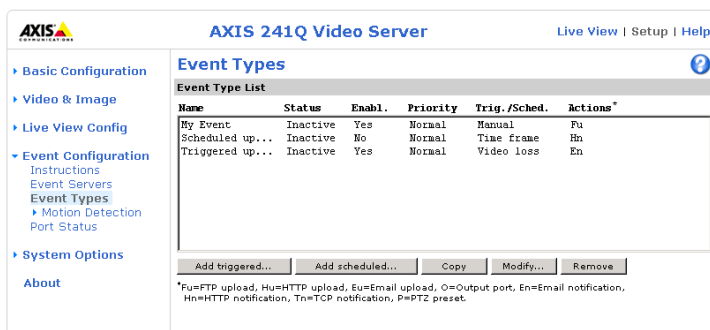 AXIS
COMMUNICATIONS
AXIS 241Q Video Server
Live View | Setup | Help
Basic Configuration
Video & Image
Live View Config
Event Configuration
Instructions
Event Servers
Event Types
Motion Detection
Port Status
System Options
About
Event Types
?
Event Type List
Name Status Enabl. Priority Trig./Sched. Actions*
My Event Inactive Yes Normal Manual Fu
Scheduled up... Inactive No Normal Time frame Hn
Triggered up... Inactive Yes Normal Video loss En
Add triggered... Add scheduled... Copy Modify... Remove
*Fu=FTP upload, Hu=HTTP upload, Eu=Email upload, O=Output port, En=Email notification,
Hn=HTTP notification, Tn=TCP notification, P=PTZ preset.